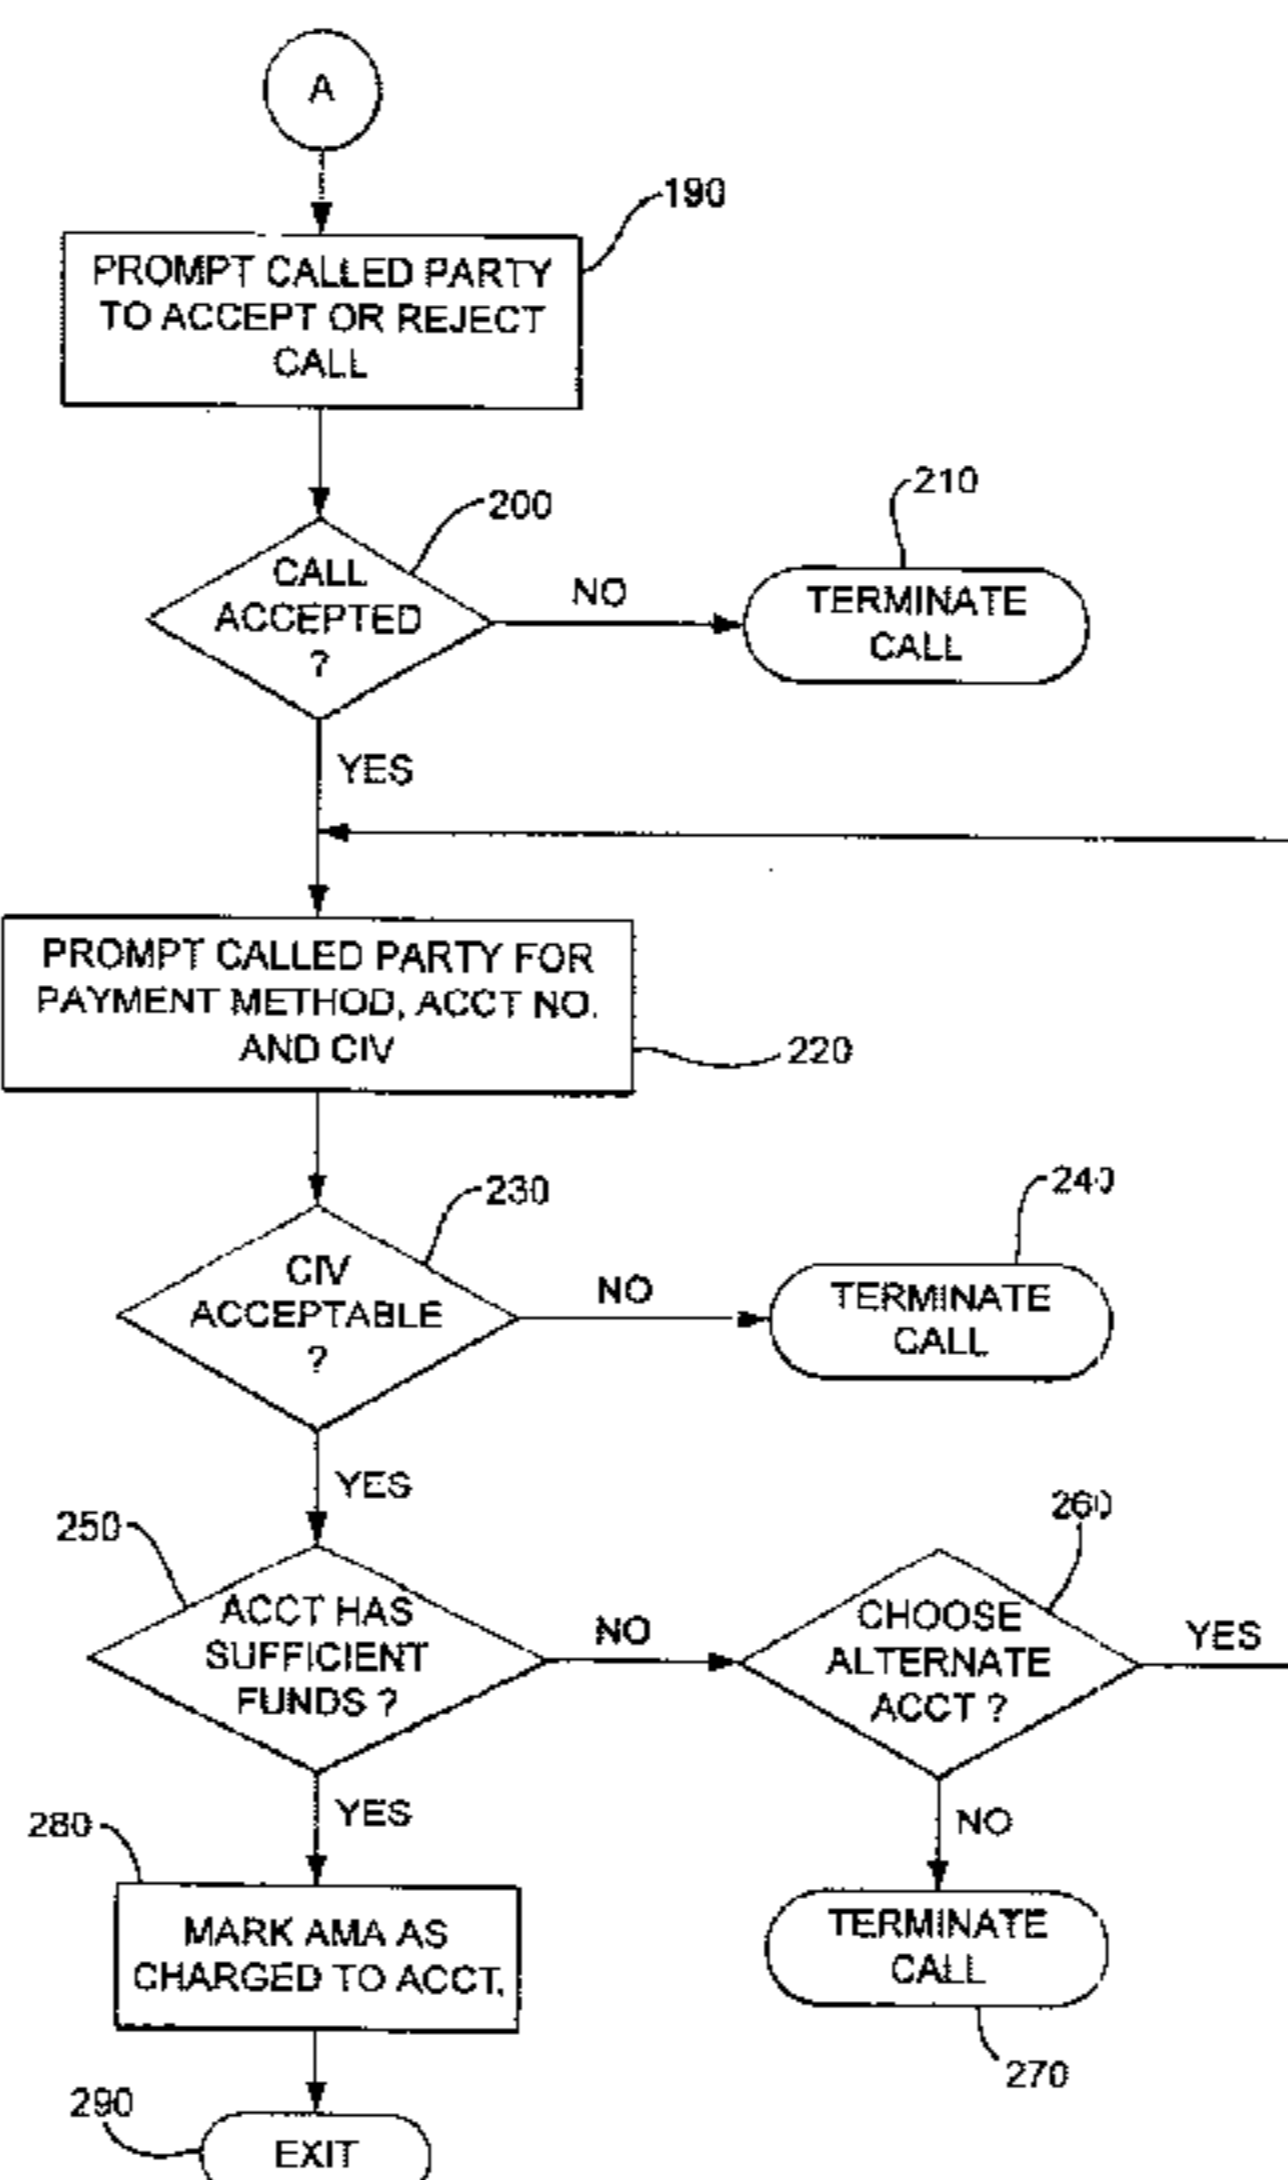 A
190
PROMPT CALLED PARTY
TO ACCEPT OR REJECT
CALL
200
CALL
ACCEPTED
?
NO
210
TERMINATE
CALL
YES
PROMPT CALLED PARTY FOR
PAYMENT METHOD, ACCT NO.
AND CIV
220
230
CIV
ACCEPTABLE
?
NO
240
TERMINATE
CALL
YES
250
ACCT HAS
SUFFICIENT
FUNDS ?
NO
260
CHOOSE
ALTERNATE
ACCT ?
YES
YES
NO
280
MARK AMA AS
CHARGED TO ACCT.
TERMINATE
CALL
270
290
EXIT